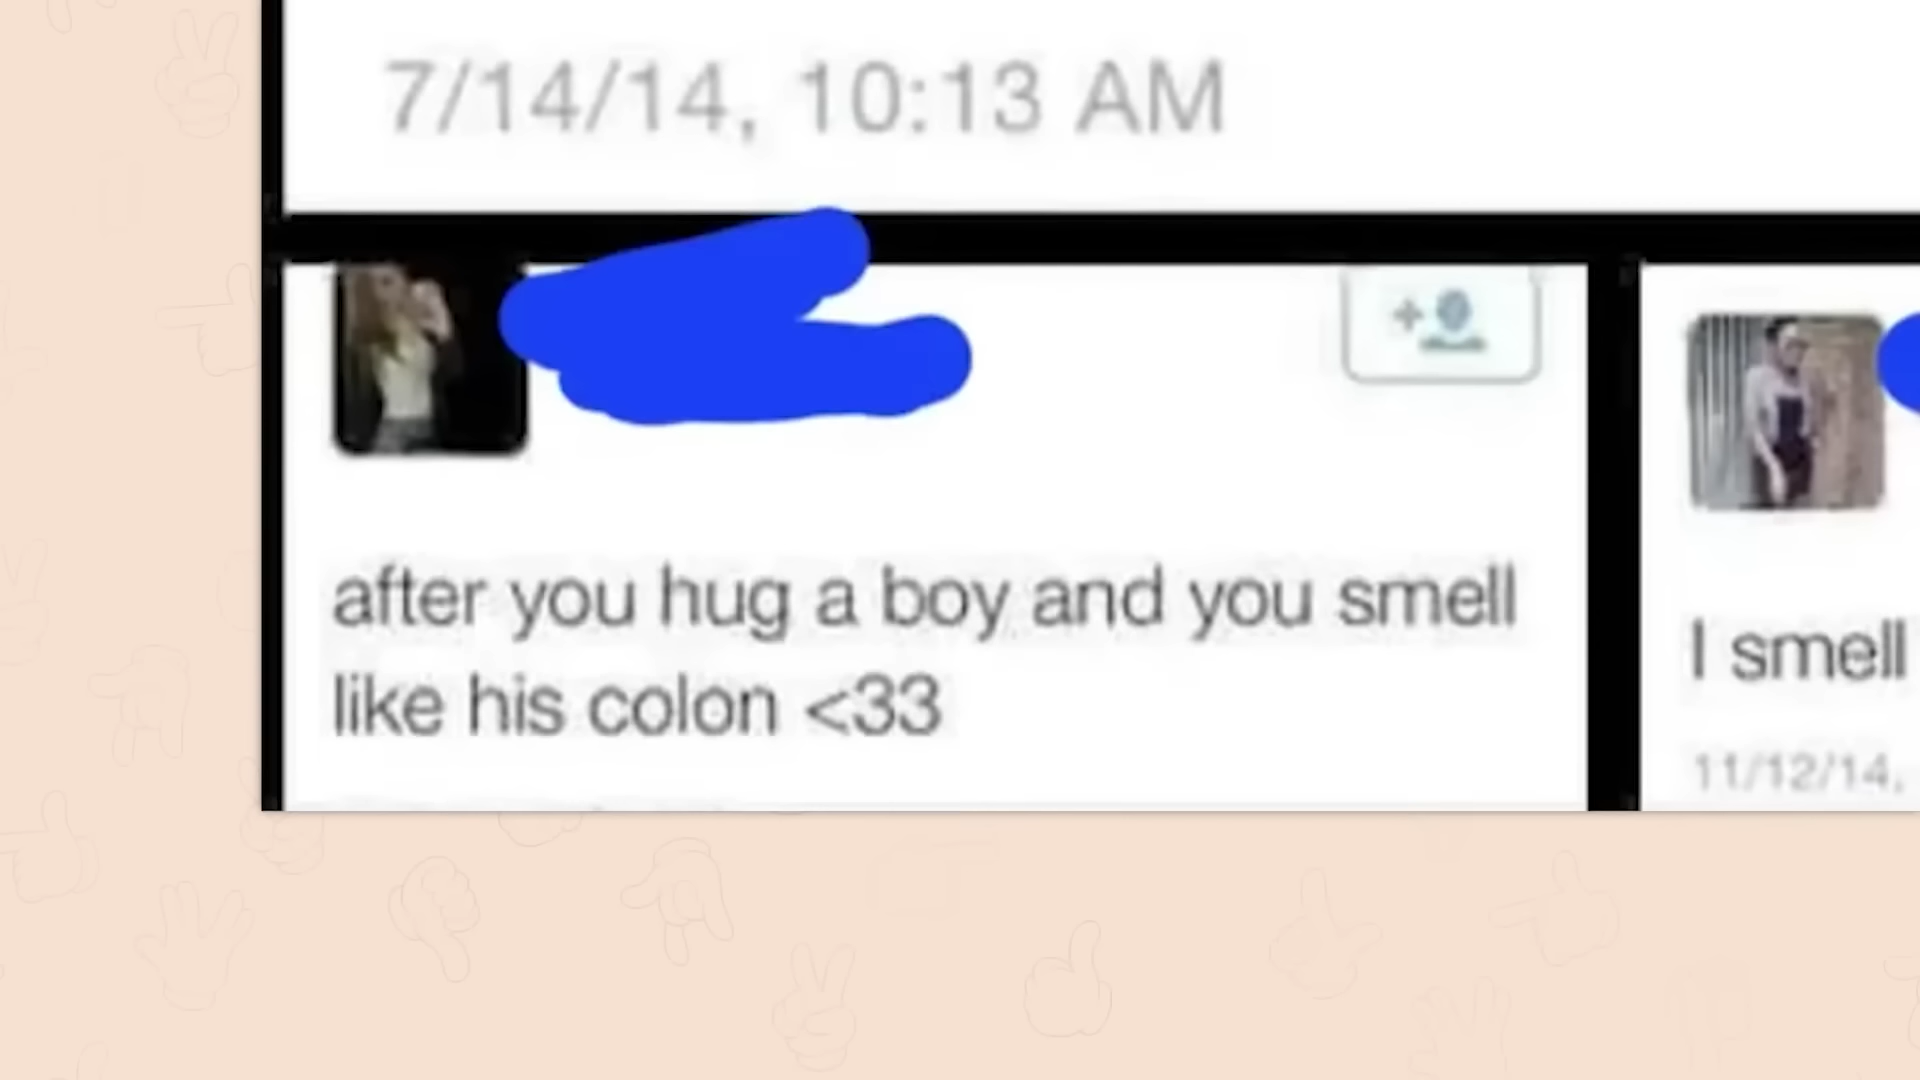 7/14/14, 10:13 AM
after you hug a boy and you smell
like his colon <33
I smell
11/12/14,